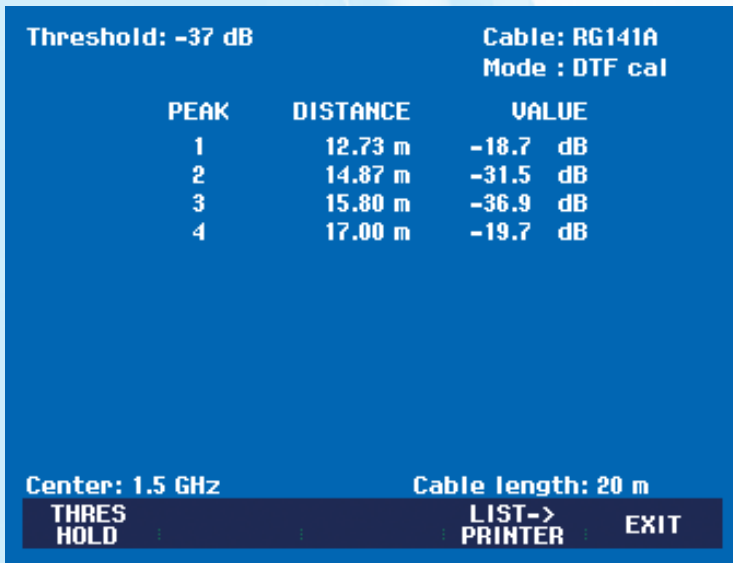 Threshold: -37 dB Cable: RG141A
Mode : DTF cal
PEAK DISTANCE VALUE
1 12.73 m -18.7 dB
2 14.87 m -31.5 dB
3 15.80 m -36.9 dB
4 17.00 m -19.7 dB
Center: 1.5 GHz Cable length: 20 m
THRES HOLD LIST-> PRINTER EXIT